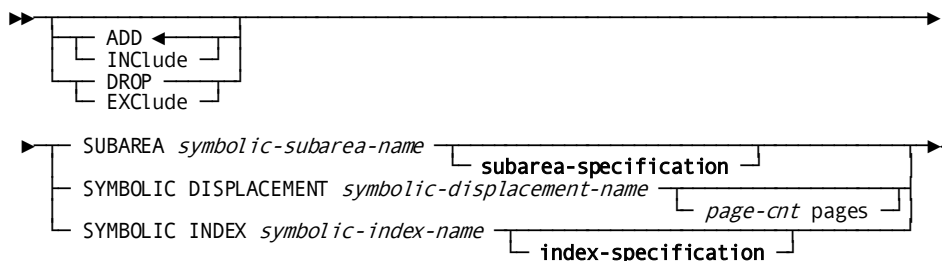 ADD
INClude
DROP
EXClude
SUBAREA symbolic-subarea-name
subarea-specification
SYMBOLIC DISPLACEMENT symbolic-displacement-name
page-cnt pages
SYMBOLIC INDEX symbolic-index-name
index-specification